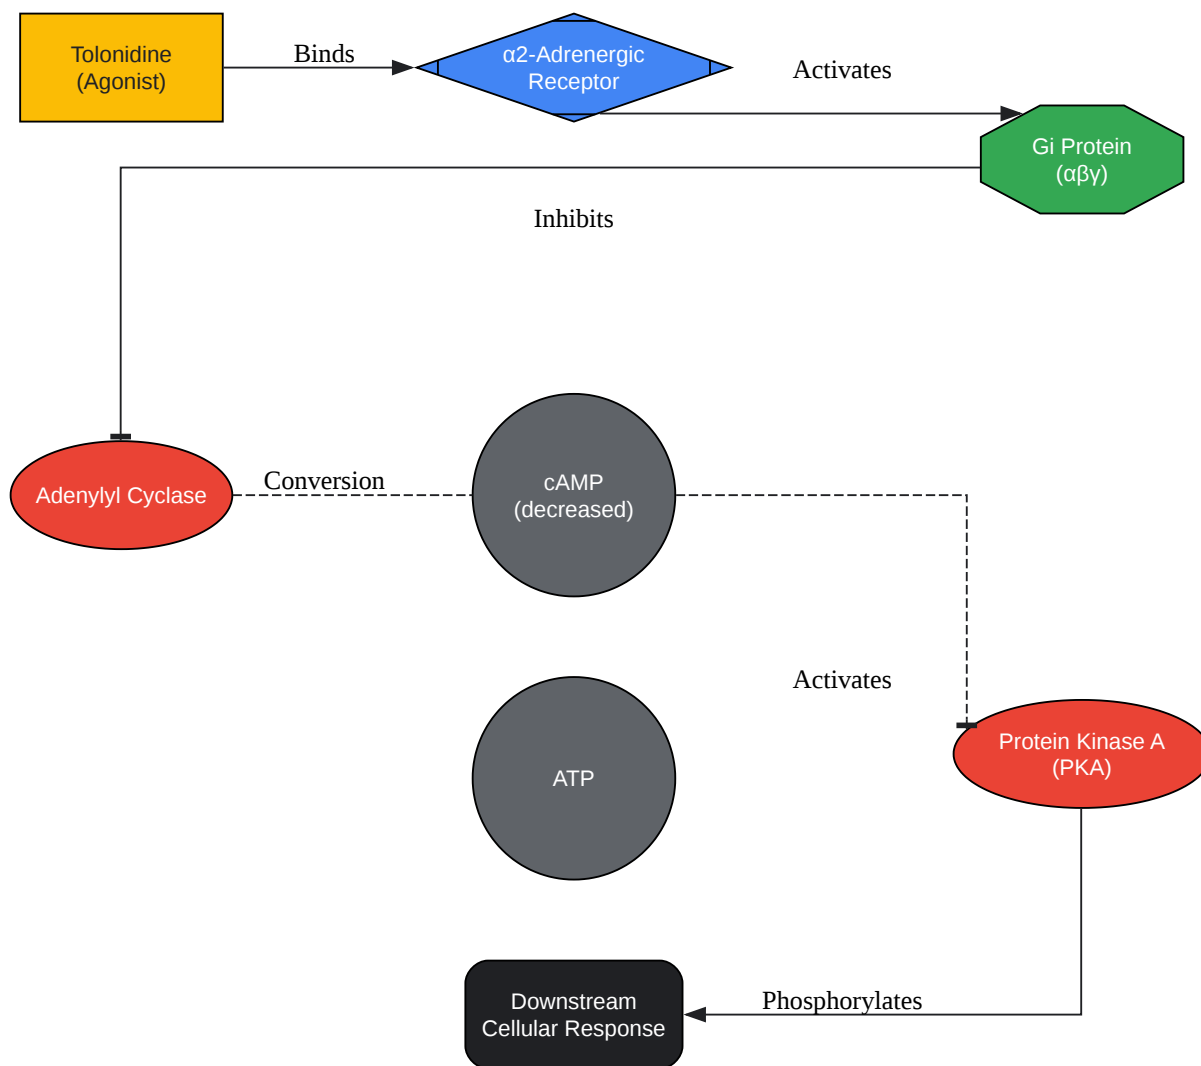 Tolonidine
(Agonist)
Binds
α2-Adrenergic
Receptor
Activates
Gi Protein
(αβγ)
Inhibits
Adenylyl Cyclase
Conversion
cAMP
(decreased)
Activates
Protein Kinase A
(PKA)
ATP
Downstream
Cellular Response
Phosphorylates